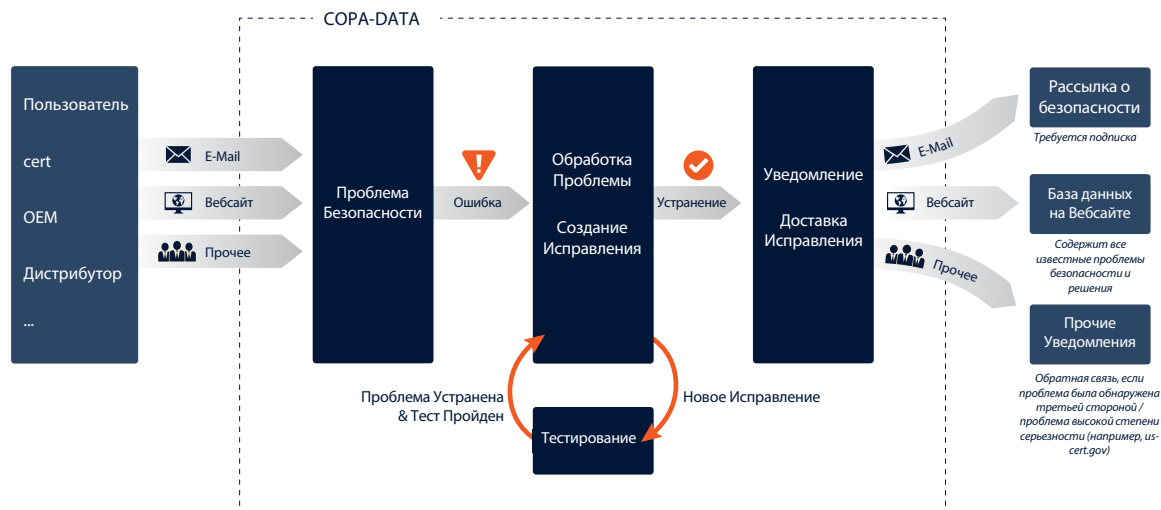 COPA-DATA
Пользователь
cert
OEM
Дистрибутор
...
E-Mail
Вебсайт
Прочее
Проблема
Безопасности
Ошибка
Обработка
Проблемы
Создание
Исправления
Устранение
Уведомление
Доставка
Исправления
E-Mail
Вебсайт
Прочее
Рассылка о
безопасности
Требуется подписка
База данных
на Вебсайте
Содержит все
известные проблемы
безопасности и
решения
Прочие
Уведомления
Обратная связь, если
проблема была обнаружена
третьей стороной /
проблема высокой степени
серьезности (например, us-
cert.gov)
Проблема Устранена
& Тест Пройден
Новое Исправление
Тестирование